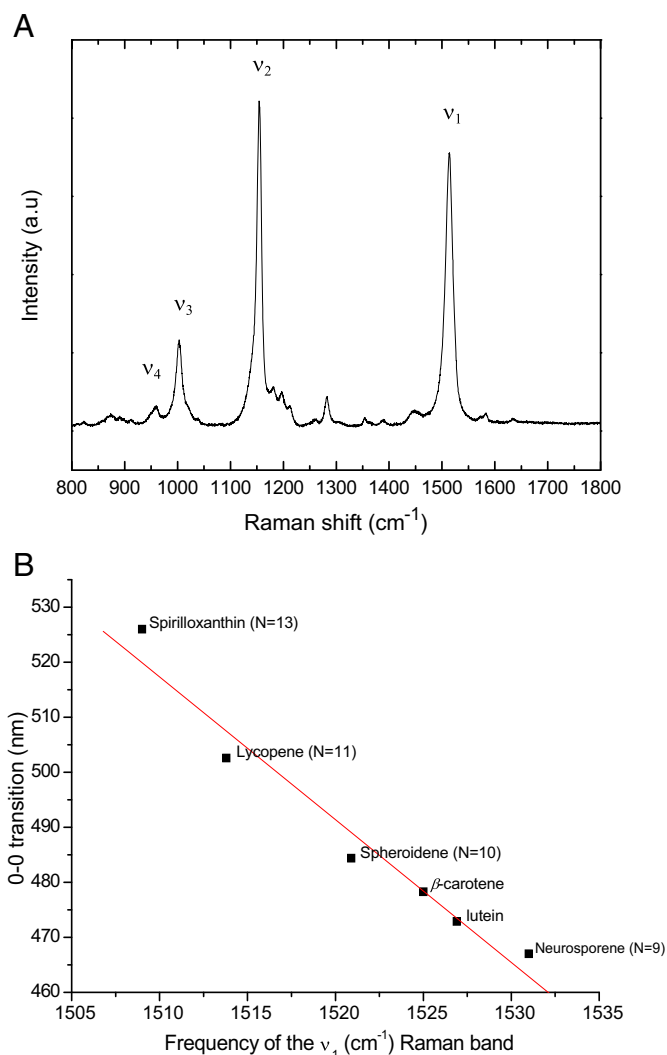 A
ν2
ν1
ν3
ν4
Intensity (a.u)
800 900 1000 1100 1200 1300 1400 1500 1600 1700 1800
Raman shift (cm-1)
B
530
Spirilloxanthin (N=13)
520
510
Lycopene (N=11)
500
490
Spheroidene (N=10)
480
β-carotene
lutein
470
Neurosporene (N=9)
460
0-0 transition (nm)
1505 1510 1515 1520 1525 1530 1535
Frequency of the ν1 (cm-1) Raman band